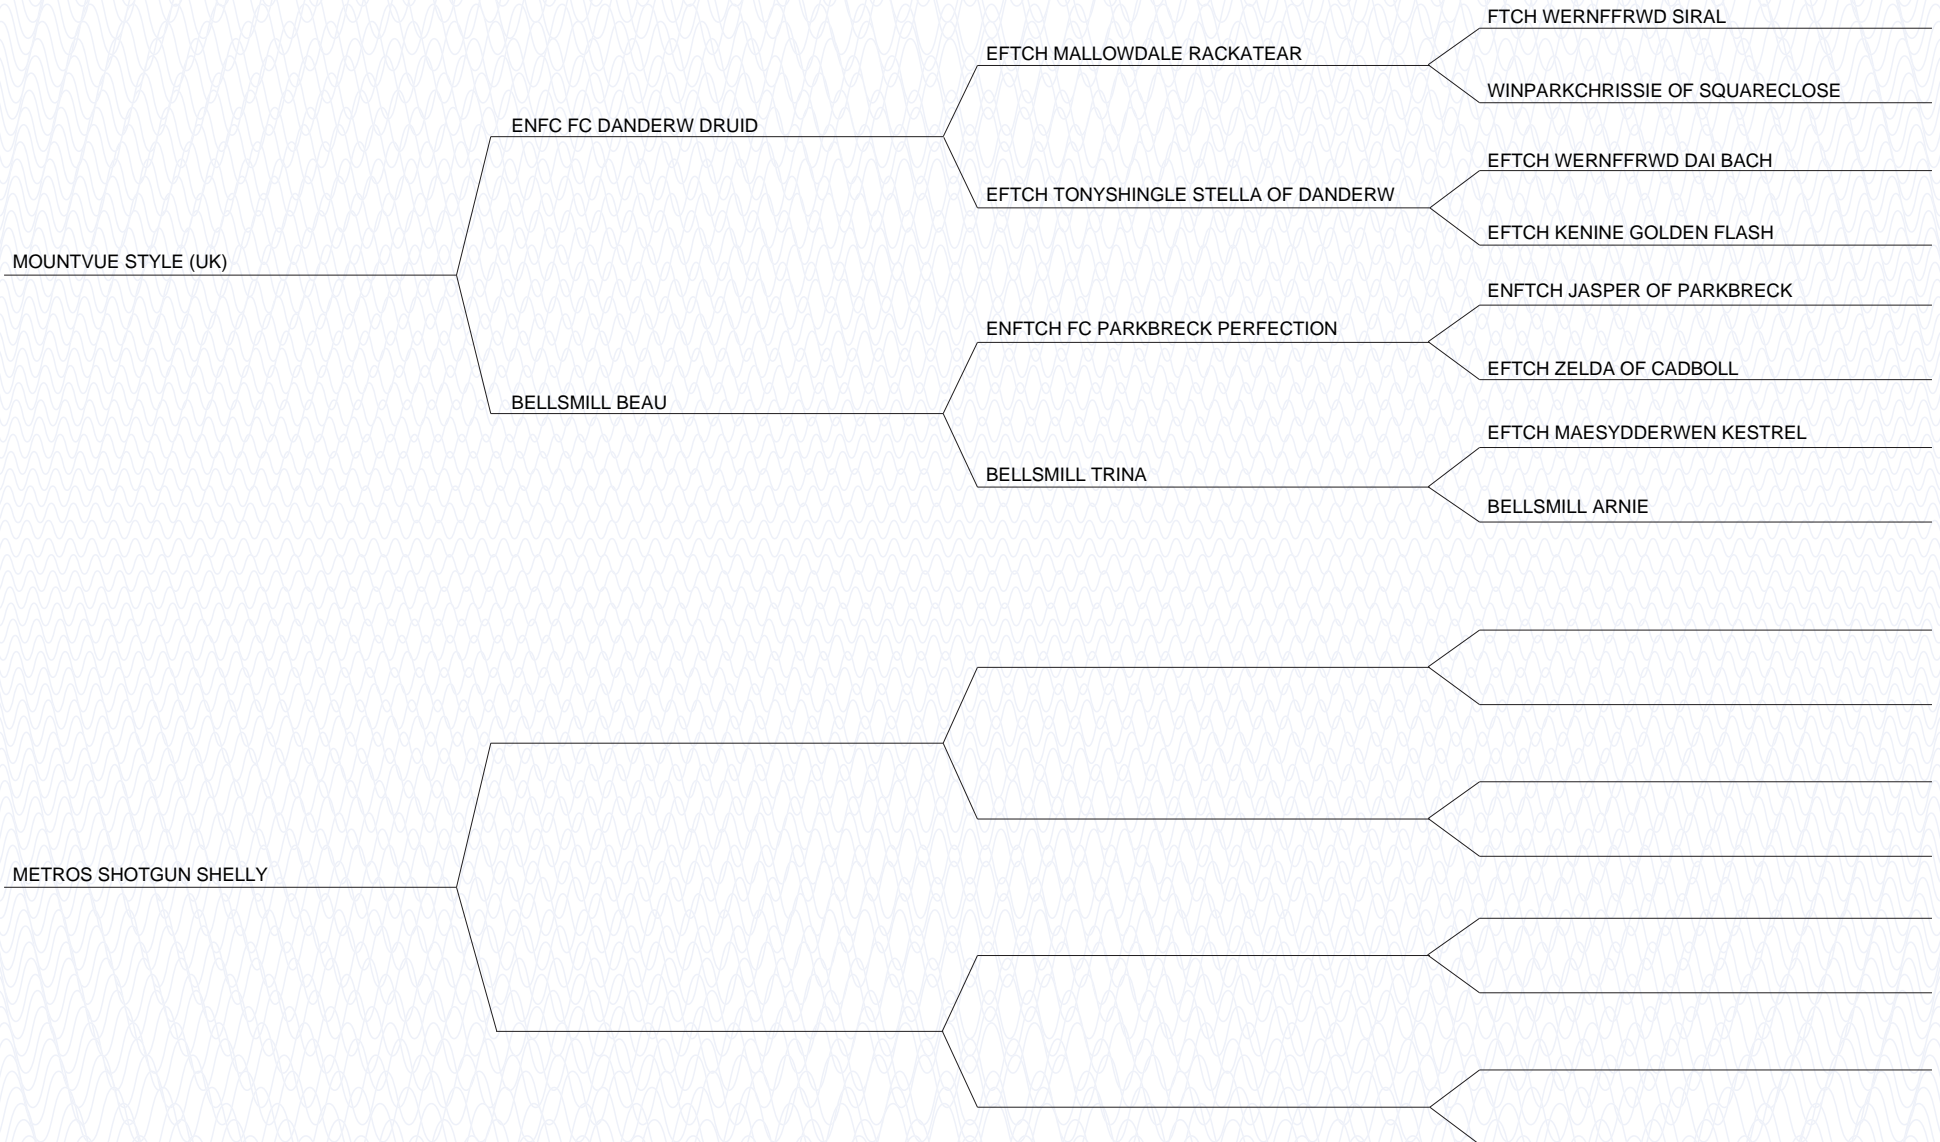 FTCH WERNFFRWD SIRAL
EFTCH MALLOWDALE RACKATEAR
WINPARKCHRISSIE OF SQUARECLOSE
ENFC FC DANDERW DRUID
EFTCH WERNFFRWD DAI BACH
EFTCH TONYSHINGLE STELLA OF DANDERW
EFTCH KENINE GOLDEN FLASH
MOUNTVUE STYLE (UK)
ENFTCH JASPER OF PARKBRECK
ENFTCH FC PARKBRECK PERFECTION
EFTCH ZELDA OF CADBOLL
BELLSMILL BEAU
EFTCH MAESYDDERWEN KESTREL
BELLSMILL TRINA
BELLSMILL ARNIE
METROS SHOTGUN SHELLY